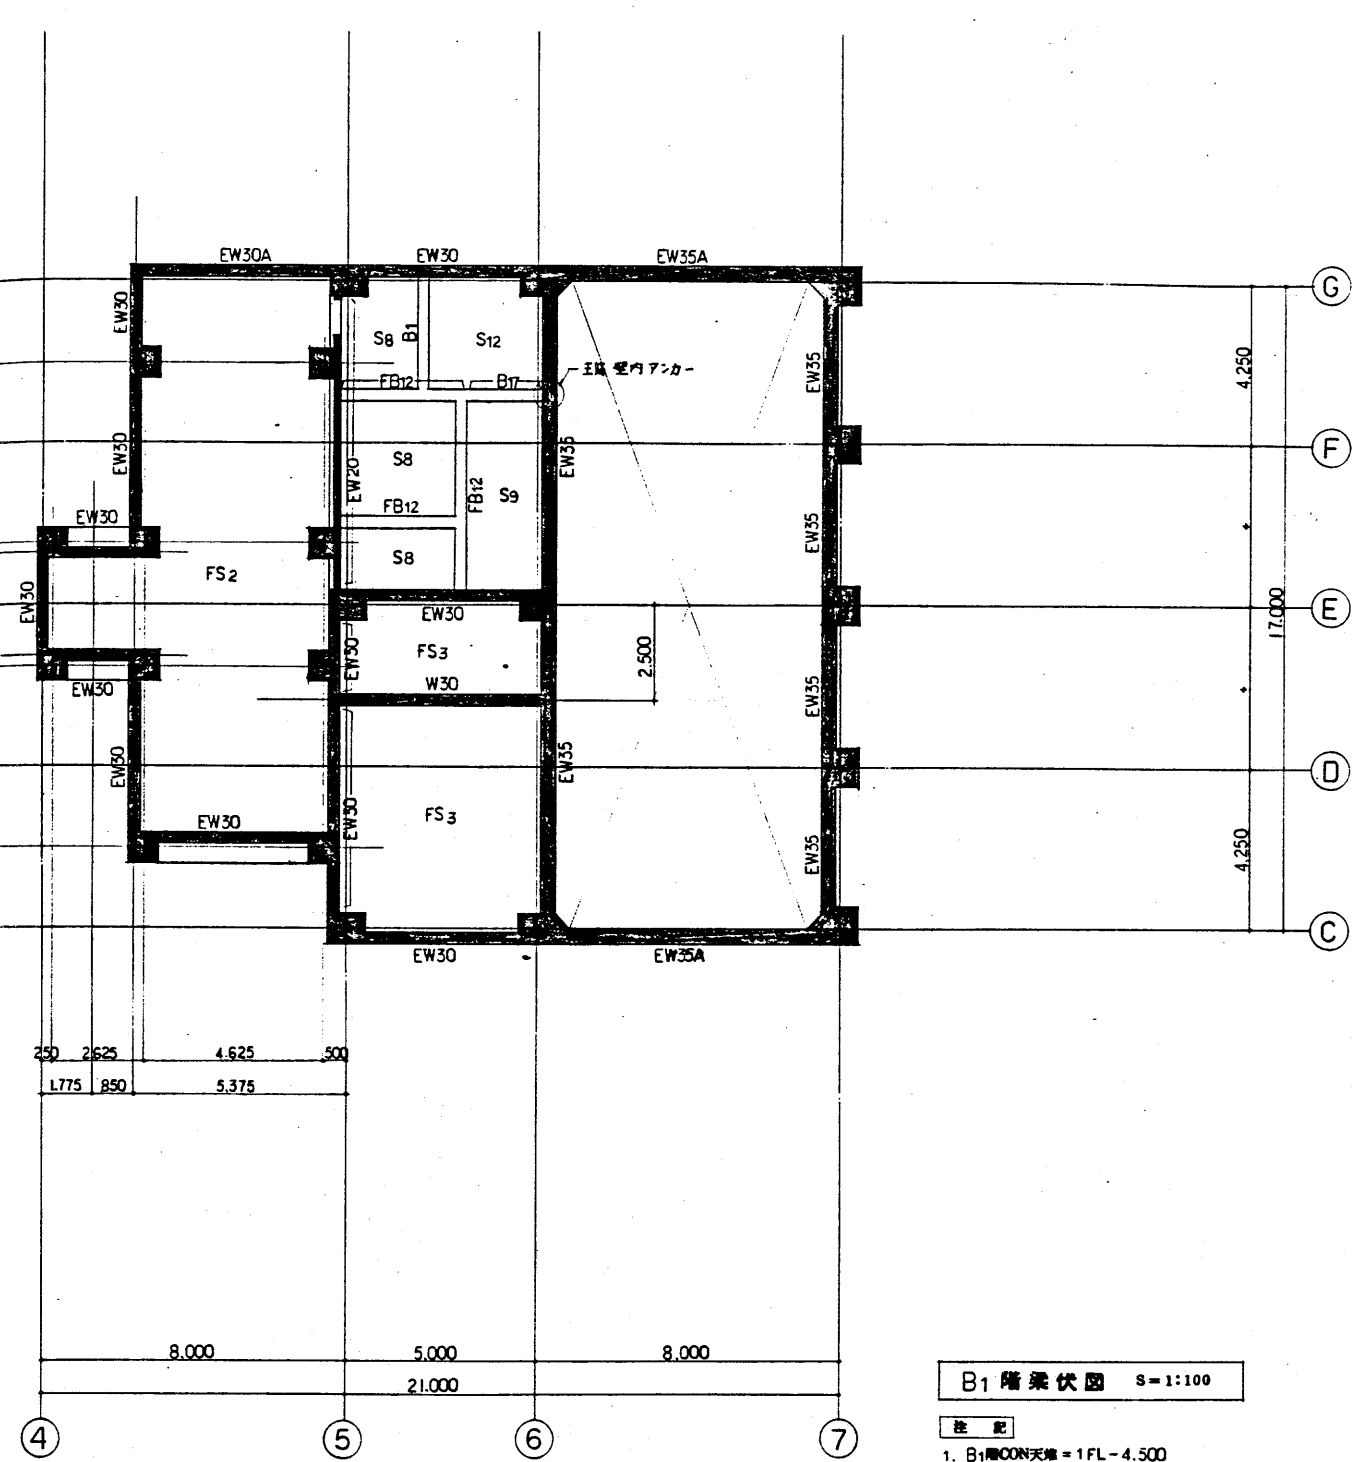 EW30A
EW30
EW35A
G
EW30
S8
B1
S12
主筋 壁内アンカー
FB12
B17
EW35
4,250
F
EW30
EW20
S8
FB12
FB12
S9
EW35
EW30
S8
EW35
FS2
EW30
EW30
E
17.000
EW30
FS3
2.500
EW30
W30
EW35
EW30
EW35
D
EW30
EW30
FS3
EW35
4,250
C
EW30
EW35A
250
2.625
4.625
500
1.775
850
5,375
8,000
5,000
8,000
21.000
4
5
6
7
B1 階梁伏図 S=1:100
注 記
1. B1階CON天端 = 1FL-4.500